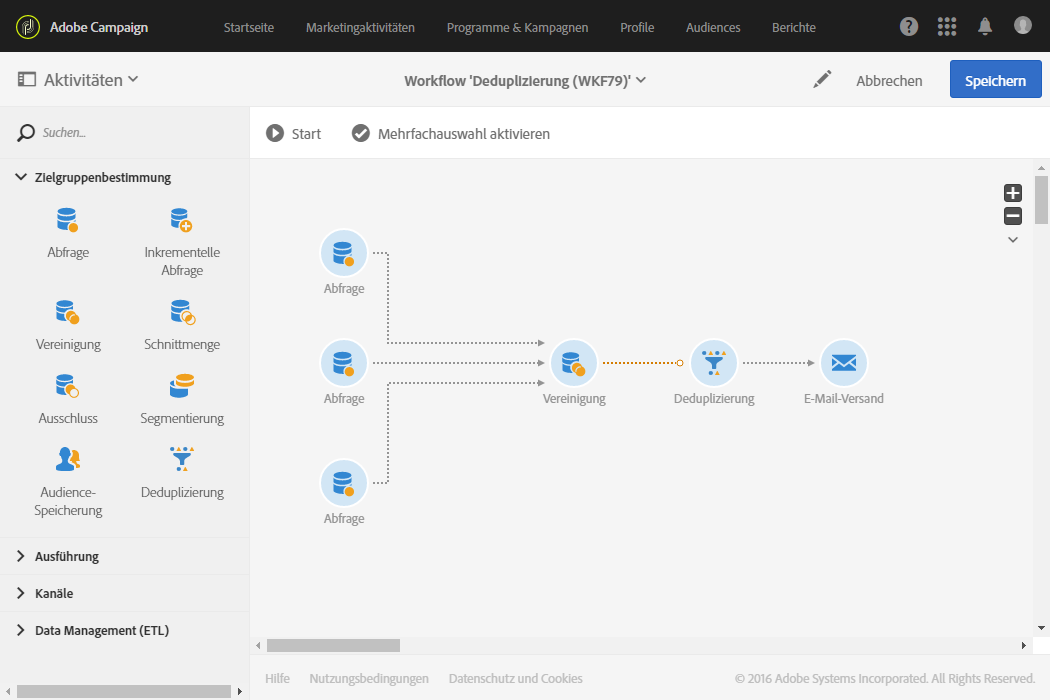 Adobe Campaign
Startseite
Marketingaktivitäten
Programme & Kampagnen
Profile
Audiences
Berichte
Aktivitäten
Workflow 'Deduplizierung (WKF79)'
Abbrechen
Speichern
Suchen...
Start
Mehrfachauswahl aktivieren
Zielgruppenbestimmung
Abfrage
Inkrementelle
Abfrage
Vereinigung
Schnittmenge
Ausschluss
Segmentierung
Audience-
Speicherung
Deduplizierung
Ausführung
Kanäle
Data Management (ETL)
Abfrage
Abfrage
Abfrage
Vereinigung
Deduplizierung
E-Mail-Versand
Hilfe
Nutzungsbedingungen
Datenschutz und Cookies
© 2016 Adobe Systems Incorporated. All Rights Reserved.